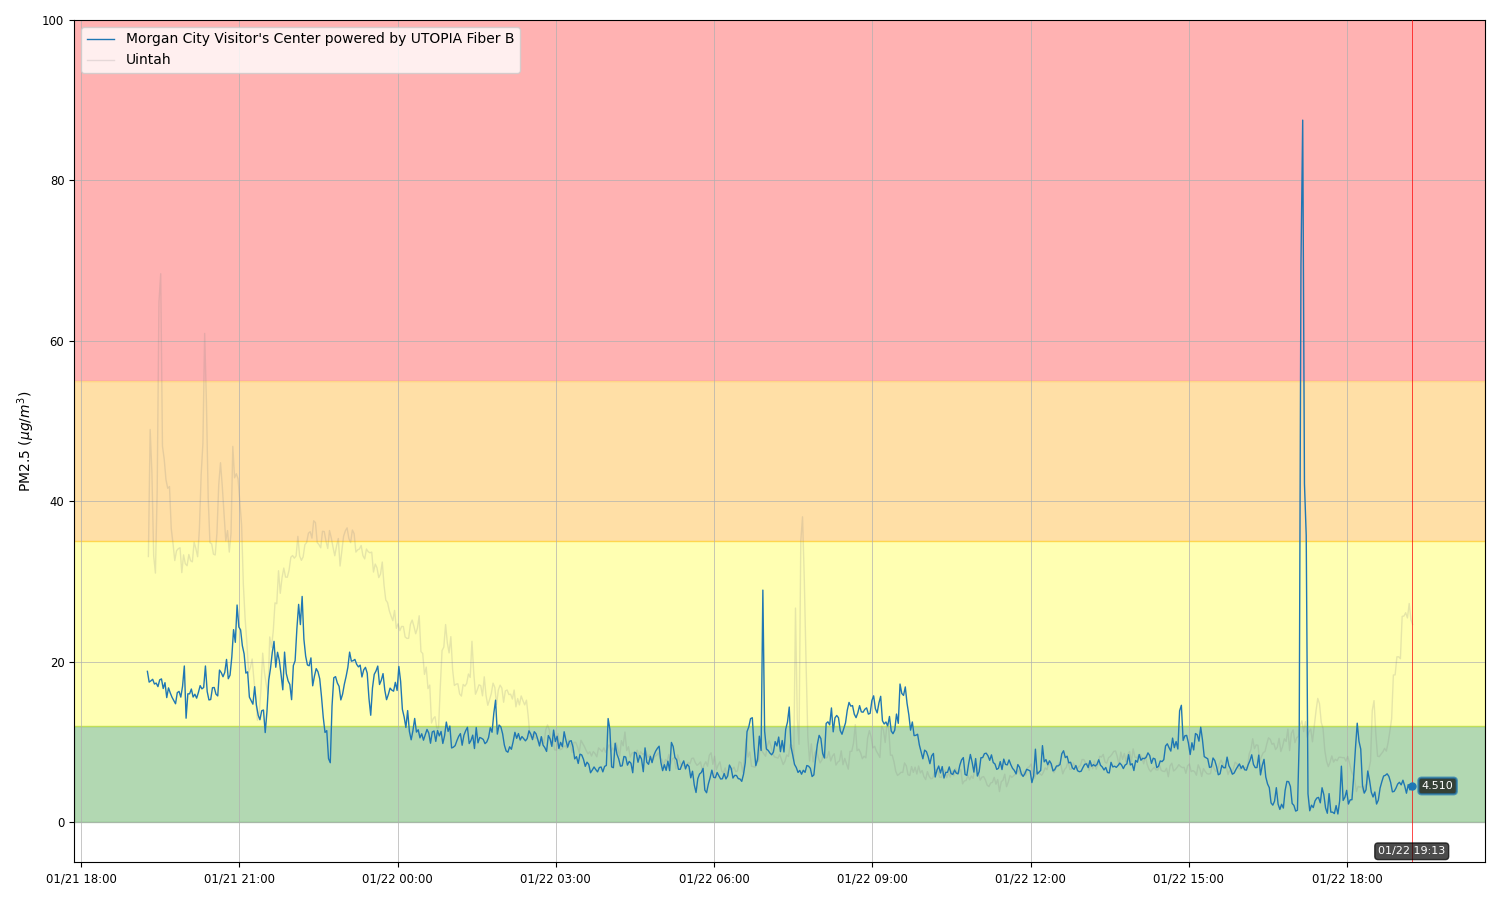 100
80
60
40
20
0
PM2.5 (μg/m³)
Morgan City Visitor's Center powered by UTOPIA Fiber B
Uintah
4.510
01/22 19:13
01/21 18:00 01/21 21:00 01/22 00:00 01/22 03:00 01/22 06:00 01/22 09:00 01/22 12:00 01/22 15:00 01/22 18:00